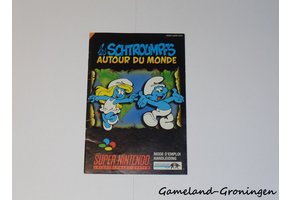 Les SCHTROUMPFS
AUTOUR DU MONDE
SUPER NINTENDO
MODE D'EMPLOI
HANDLEIDING
Gameland-Groningen